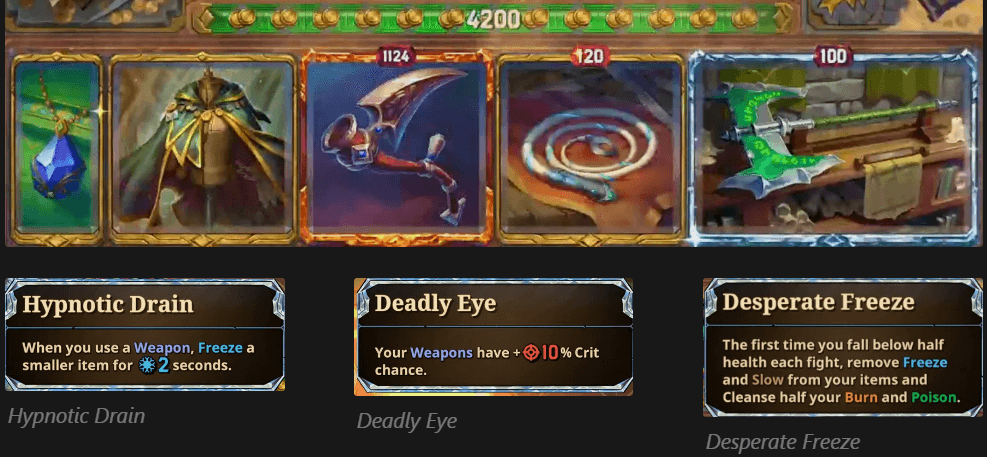 4200
1124
120
100
Hypnotic Drain
When you use a Weapon, Freeze a
smaller item for 2 seconds.
Hypnotic Drain
Deadly Eye
Your Weapons have + 10% Crit
chance.
Deadly Eye
Desperate Freeze
The first time you fall below half
health each fight, remove Freeze
and Slow from your items and
Cleanse half your Burn and Poison.
Desperate Freeze